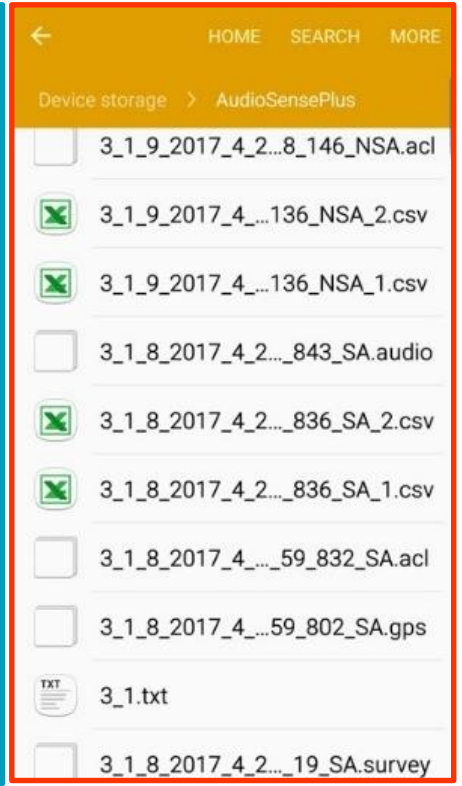 HOME SEARCH MORE
Device storage > AudioSensePlus
3_1_9_2017_4_2...8_146_NSA.acl
3_1_9_2017_4_...136_NSA_2.csv
3_1_9_2017_4_...136_NSA_1.csv
3_1_8_2017_4_2..._843_SA.audio
3_1_8_2017_4_2..._836_SA_2.csv
3_1_8_2017_4_2..._836_SA_1.csv
3_1_8_2017_4_..._59_832_SA.acl
3_1_8_2017_4_...59_802_SA.gps
TXT
3_1.txt
3_1_8_2017_4_2..._19_SA.survey